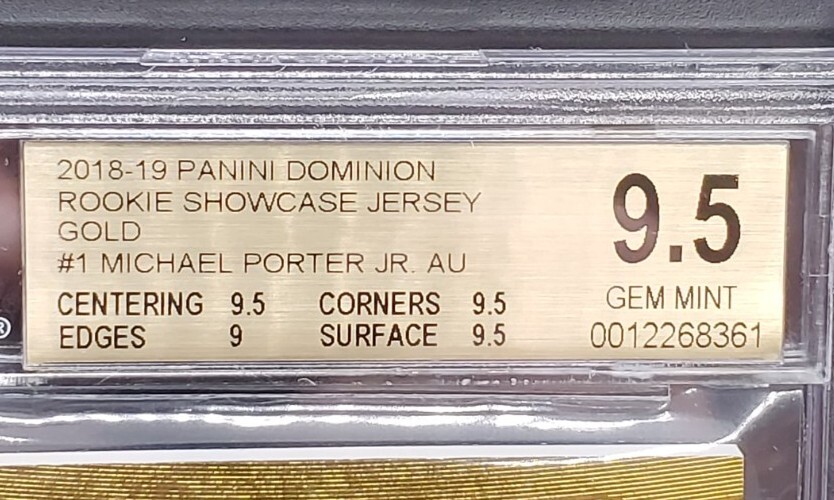 2018-19 PANINI DOMINION
ROOKIE SHOWCASE JERSEY
GOLD
#1 MICHAEL PORTER JR. AU
CENTERING 9.5 CORNERS 9.5
EDGES 9 SURFACE 9.5
9.5
GEM MINT
0012268361
®